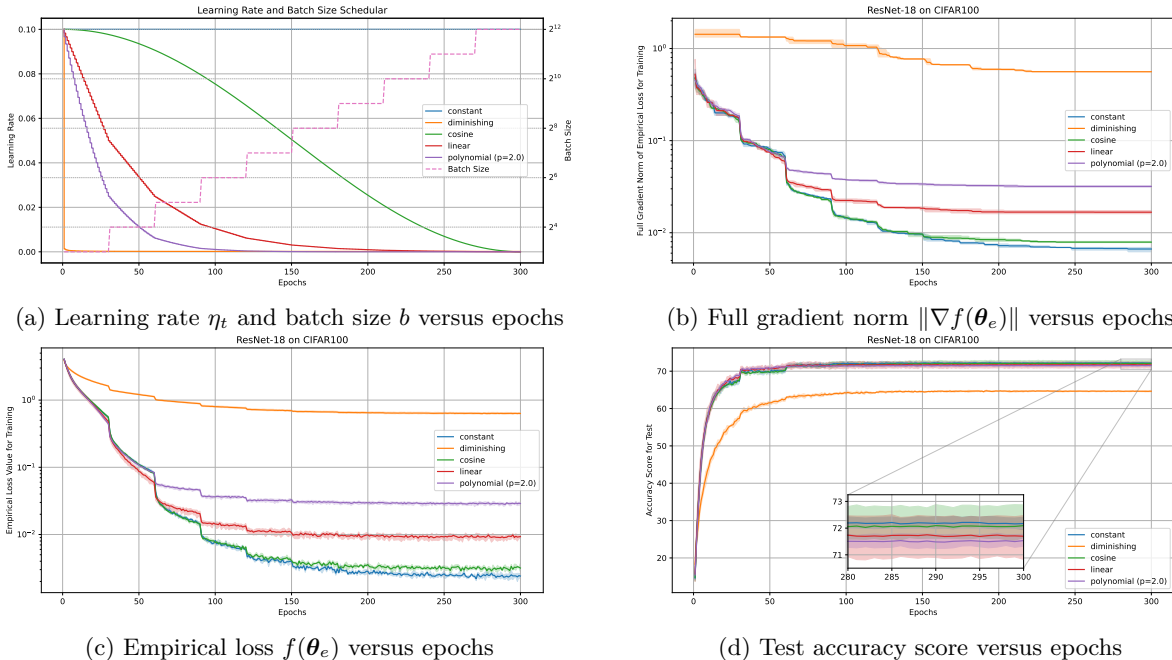 Learning Rate and Batch Size Schedular
0.10
0.08
0.06
0.04
0.02
0.00
Learning Rate
2^12
2^10
2^8
2^6
2^4
Batch Size
constant
diminishing
cosine
linear
polynomial (p=2.0)
Batch Size
0 50 100 150 200 250 300
Epochs
(a) Learning rate η_t and batch size b versus epochs
ResNet-18 on CIFAR100
Full Gradient Norm of Empirical Loss for Training
10^0
10^−1
10^−2
constant
diminishing
cosine
linear
polynomial (p=2.0)
0 50 100 150 200 250 300
Epochs
(b) Full gradient norm ∥∇f(θ_e)∥ versus epochs
ResNet-18 on CIFAR100
Empirical Loss Value for Training
10^0
10^−1
10^−2
constant
diminishing
cosine
linear
polynomial (p=2.0)
0 50 100 150 200 250 300
Epochs
(c) Empirical loss f(θ_e) versus epochs
ResNet-18 on CIFAR100
Accuracy Score for Test
70
60
50
40
30
20
73
72
71
280 285 290 295 300
constant
diminishing
cosine
linear
polynomial (p=2.0)
0 50 100 150 200 250 300
Epochs
(d) Test accuracy score versus epochs